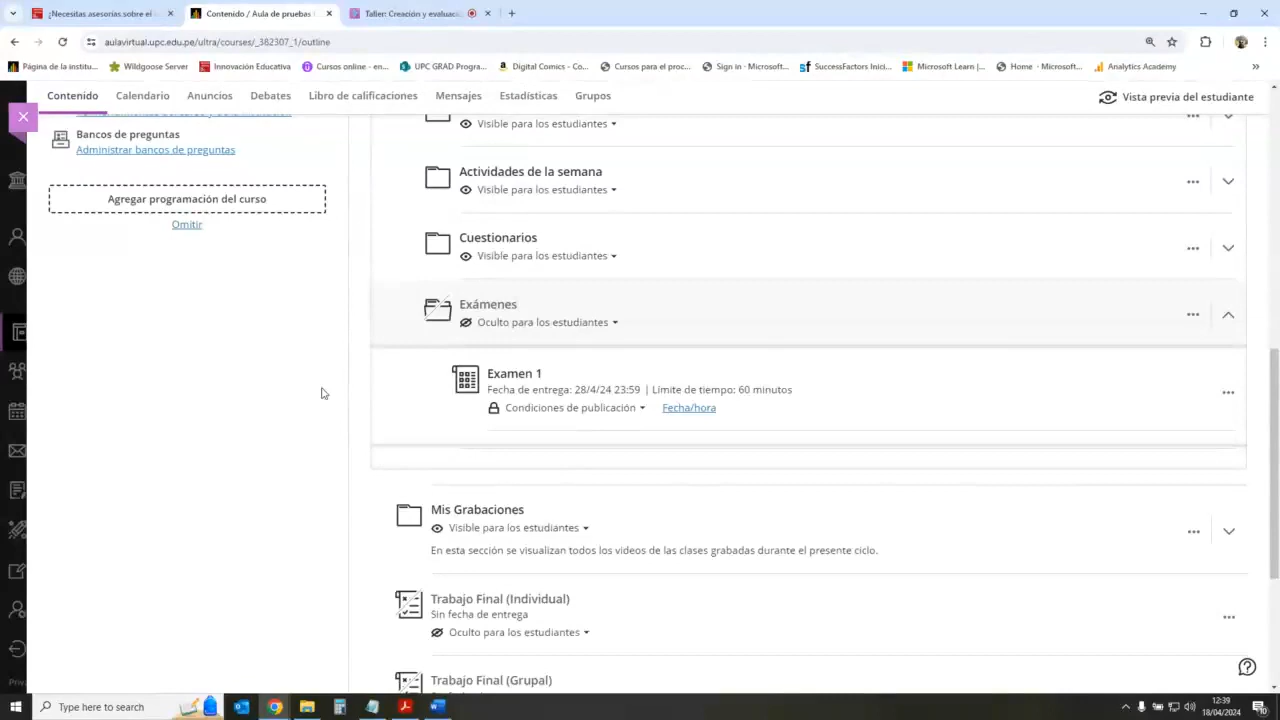 ¿Necesitas asesorías sobre el
Contenido / Aula de pruebas
Taller: Creación y evaluaci
aulavirtual.upc.edu.pe/ultra/courses/_382307_1/outline
Página de la institu...
Wildgoose Server
Innovación Educativa
Cursos online - en...
UPC GRAD Progra...
Digital Comics - Co...
Cursos para el proc...
Sign in - Microsoft...
SuccessFactors Inici...
Microsoft Learn |...
Home - Microsoft...
Analytics Academy
Contenido
Calendario
Anuncios
Debates
Libro de calificaciones
Mensajes
Estadísticas
Grupos
Vista previa del estudiante
Bancos de preguntas
Administrar bancos de preguntas
Agregar programación del curso
Omitir
Visible para los estudiantes
Actividades de la semana
Visible para los estudiantes
Cuestionarios
Visible para los estudiantes
Exámenes
Oculto para los estudiantes
Examen 1
Fecha de entrega: 28/4/24 23:59 | Límite de tiempo: 60 minutos
Condiciones de publicación Fecha/hora
Mis Grabaciones
Visible para los estudiantes
En esta sección se visualizan todos los videos de las clases grabadas durante el presente ciclo.
Trabajo Final (Individual)
Sin fecha de entrega
Oculto para los estudiantes
Trabajo Final (Grupal)
Priv
Type here to search
12:39
18/04/2024